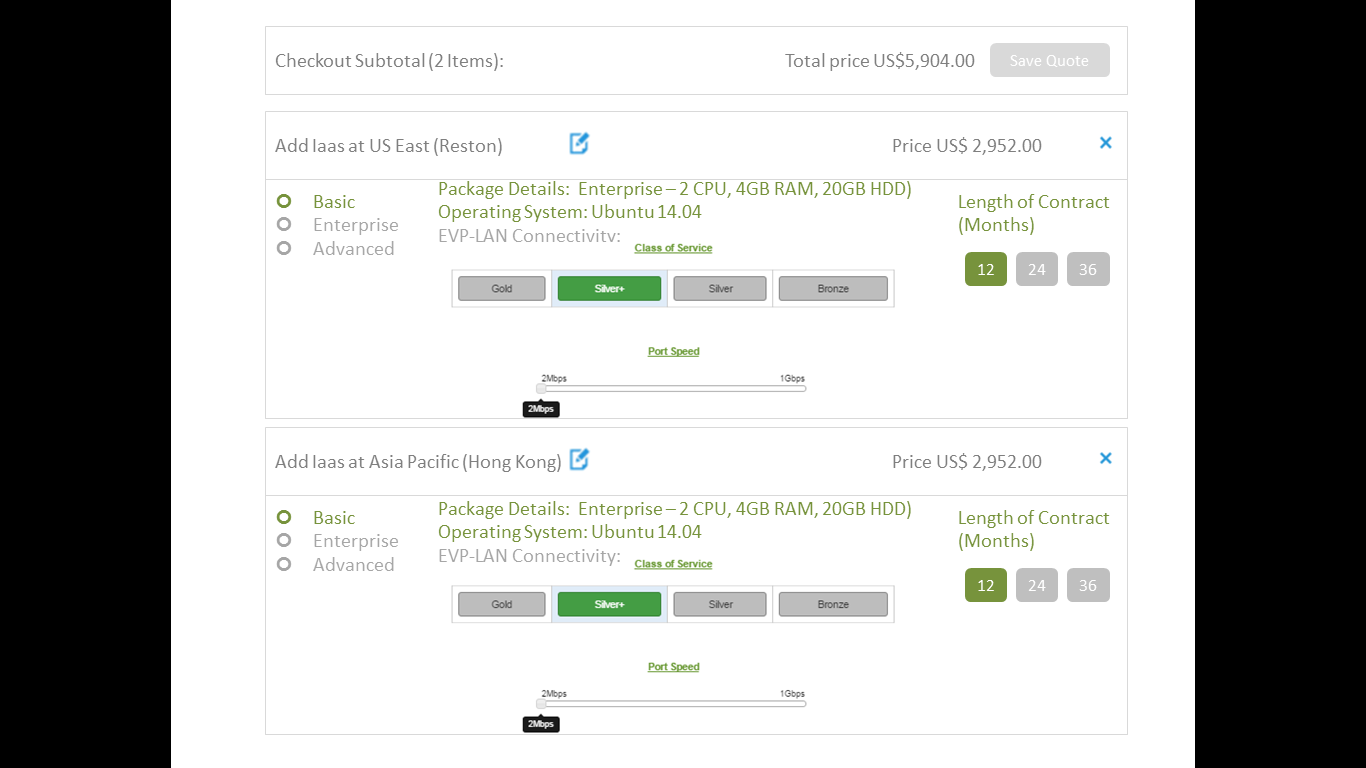 Checkout Subtotal (2 Items):
Total price US$5,904.00
Save Quote
Add Iaas at US East (Reston)
Price US$ 2,952.00
Basic
Enterprise
Advanced
Package Details: Enterprise – 2 CPU, 4GB RAM, 20GB HDD)
Operating System: Ubuntu 14.04
EVP-LAN Connectivity:
Class of Service
Gold
Silver+
Silver
Bronze
Port Speed
2Mbps
1Gbps
2Mbps
Length of Contract
(Months)
12
24
36
Add Iaas at Asia Pacific (Hong Kong)
Price US$ 2,952.00
Basic
Enterprise
Advanced
Package Details: Enterprise – 2 CPU, 4GB RAM, 20GB HDD)
Operating System: Ubuntu 14.04
EVP-LAN Connectivity:
Class of Service
Gold
Silver+
Silver
Bronze
Port Speed
2Mbps
1Gbps
2Mbps
Length of Contract
(Months)
12
24
36